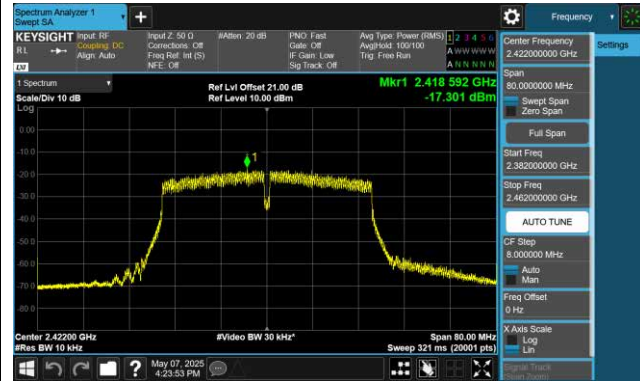 Spectrum Analyzer 1
Swept SA
Frequency
KEYSIGHT
RL
Input: RF
Coupling: DC
Align: Auto
Input Z: 50 Ω
Corrections: Off
Freq Ref: Int (S)
NFE: Off
#Atten: 20 dB
PNO: Fast
Gate: Off
IF Gain: Low
Sig Track: Off
Avg Type: Power (RMS)
Avg|Hold: 100/100
Trig: Free Run
1 2 3 4 5 6
A W W W W W
A N N N N N
1 Spectrum
Scale/Div 10 dB
Ref Lvl Offset 21.00 dB
Ref Level 10.00 dBm
Mkr1 2.418 592 GHz
-17.301 dBm
Log
0.00
-10.0
-20.0
-30.0
-40.0
-50.0
-60.0
-70.0
-80.0
1
Center 2.42200 GHz
#Res BW 10 kHz
#Video BW 30 kHz*
Span 80.00 MHz
Sweep 321 ms (20001 pts)
May 07, 2025
4:23:53 PM
Center Frequency
2.422000000 GHz
Settings
Span
80.0000000 MHz
Swept Span
Zero Span
Full Span
Start Freq
2.382000000 GHz
Stop Freq
2.462000000 GHz
AUTO TUNE
CF Step
8.000000 MHz
Auto
Man
Freq Offset
0 Hz
X Axis Scale
Log
Lin
Signal Track
(Span Zoom)